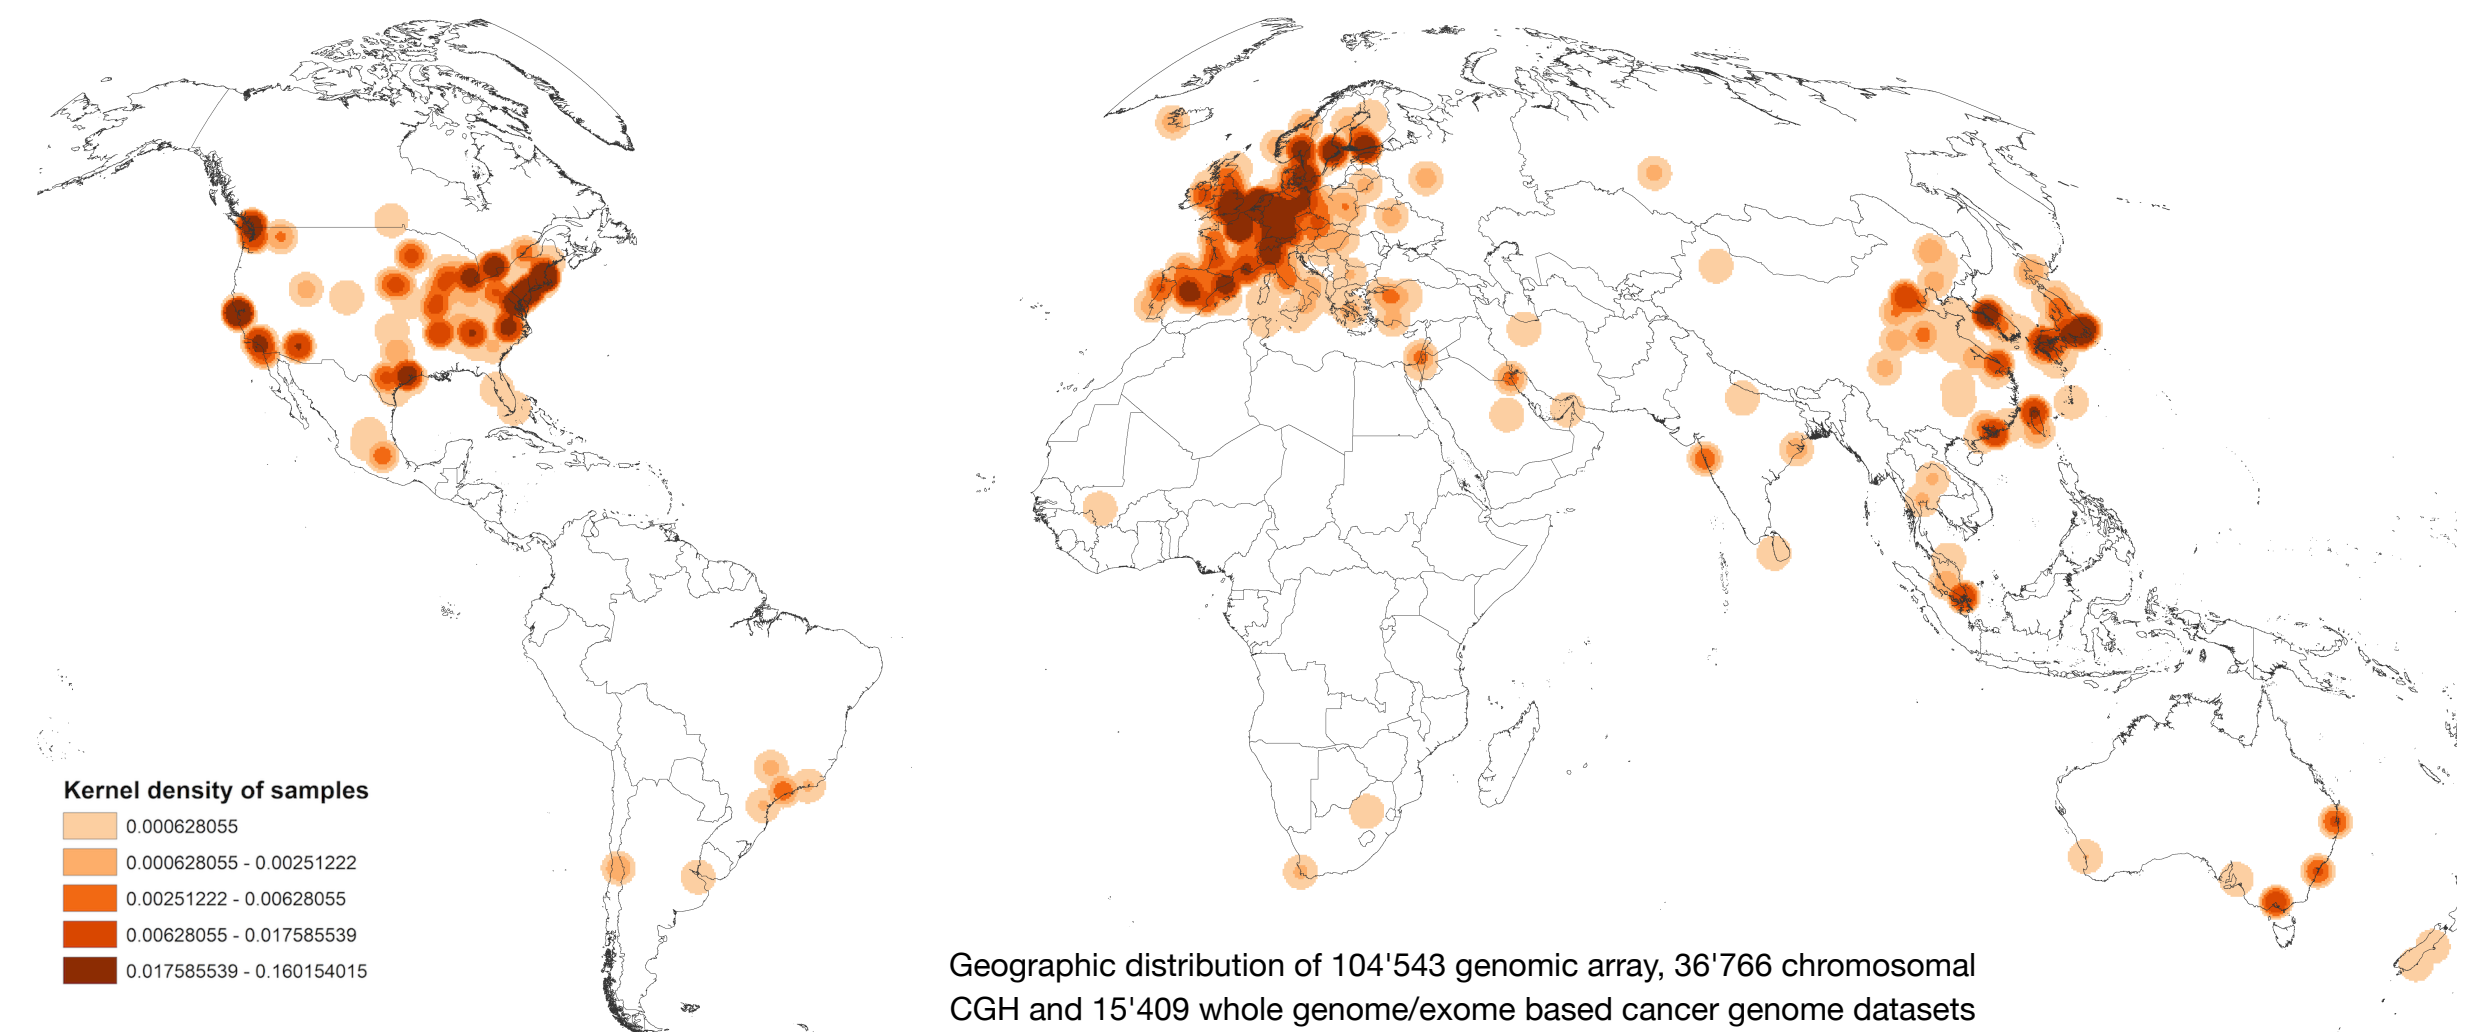 Kernel density of samples
0.000628055
0.000628055 - 0.00251222
0.00251222 - 0.00628055
0.00628055 - 0.017585539
0.017585539 - 0.160154015
Geographic distribution of 104'543 genomic array, 36'766 chromosomal
CGH and 15'409 whole genome/exome based cancer genome datasets